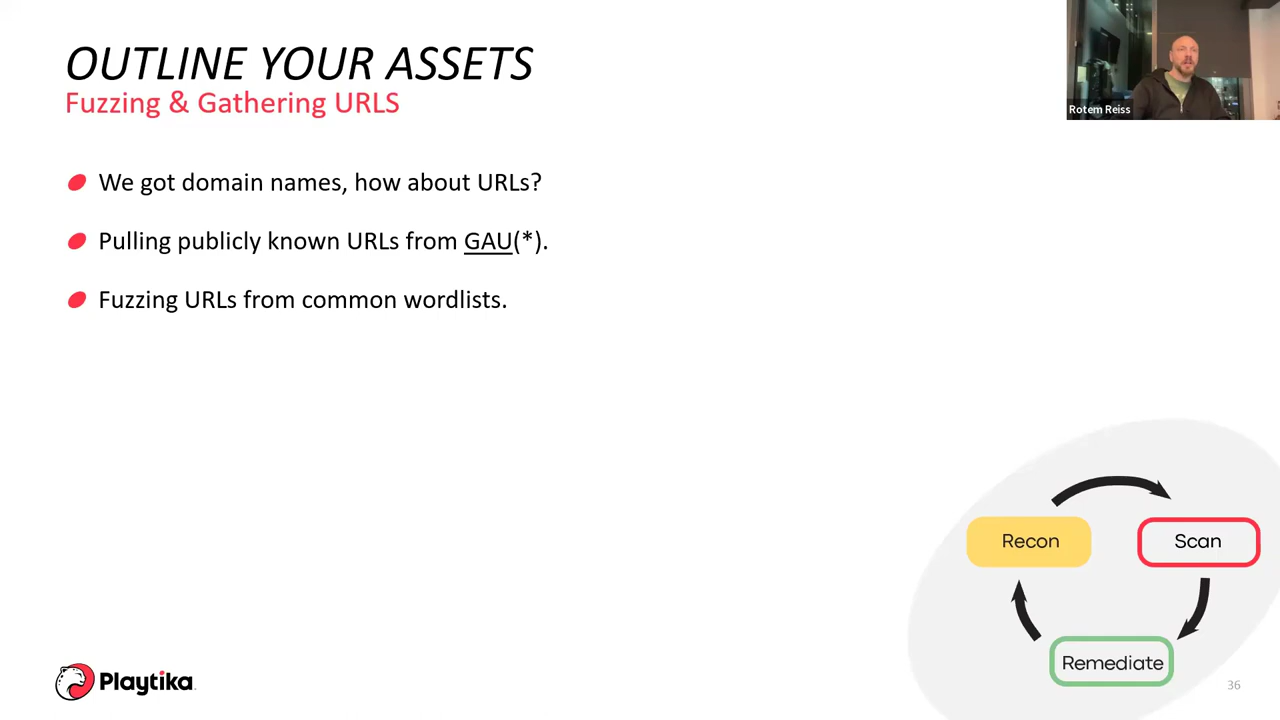 OUTLINE YOUR ASSETS
Fuzzing & Gathering URLS
We got domain names, how about URLs?
Pulling publicly known URLs from GAU(*).
Fuzzing URLs from common wordlists.
Rotem Reiss
Recon
Scan
Remediate
Playtika
36